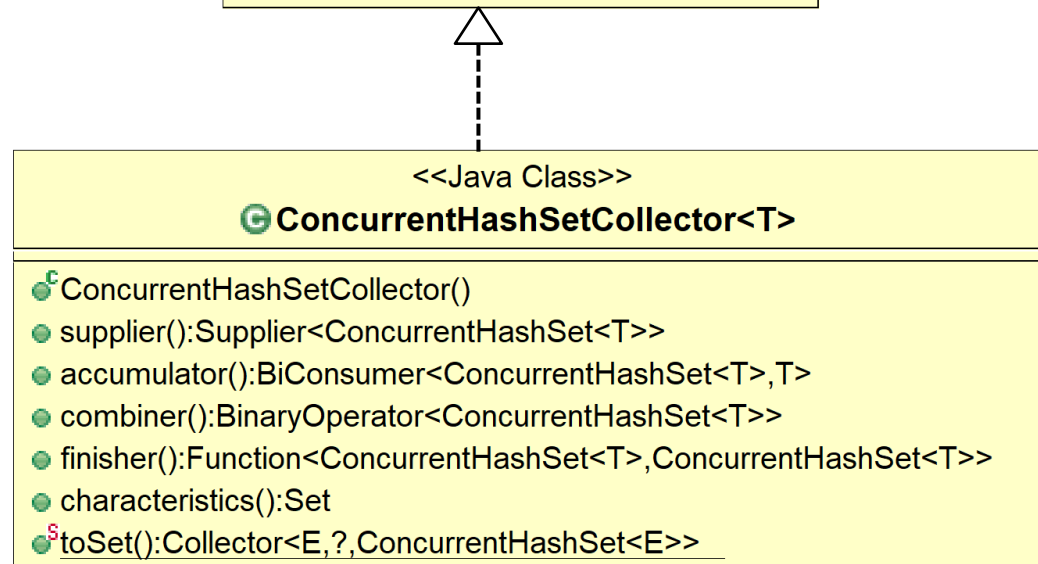 <<Java Class>>
C ConcurrentHashSetCollector<T>
C ConcurrentHashSetCollector()
supplier():Supplier<ConcurrentHashSet<T>>
accumulator():BiConsumer<ConcurrentHashSet<T>,T>
combiner():BinaryOperator<ConcurrentHashSet<T>>
finisher():Function<ConcurrentHashSet<T>,ConcurrentHashSet<T>>
characteristics():Set
S toSet():Collector<E,?,ConcurrentHashSet<E>>